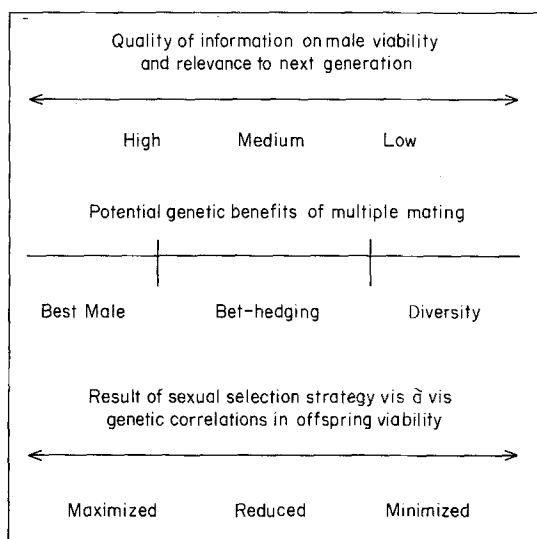 Quality of information on male viability
and relevance to next generation
High Medium Low
Potential genetic benefits of multiple mating
Best Male Bet-hedging Diversity
Result of sexual selection strategy vis à vis
genetic correlations in offspring viability
Maximized Reduced Minimized